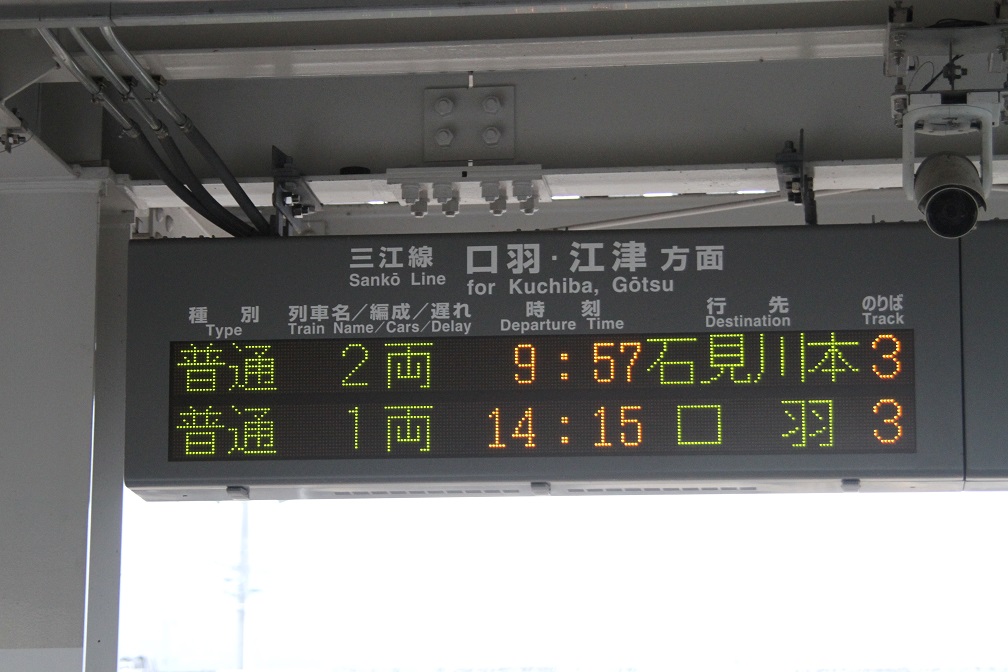 三江線 口羽・江津 方面
Sankō Line for Kuchiba, Gōtsu
種別 列車名／編成／遅れ 時刻 行先 のりば
Type Train Name／Cars／Delay Departure Time Destination Track
普通 2両 9:57 石見川本 3
普通 1両 14:15 口羽 3